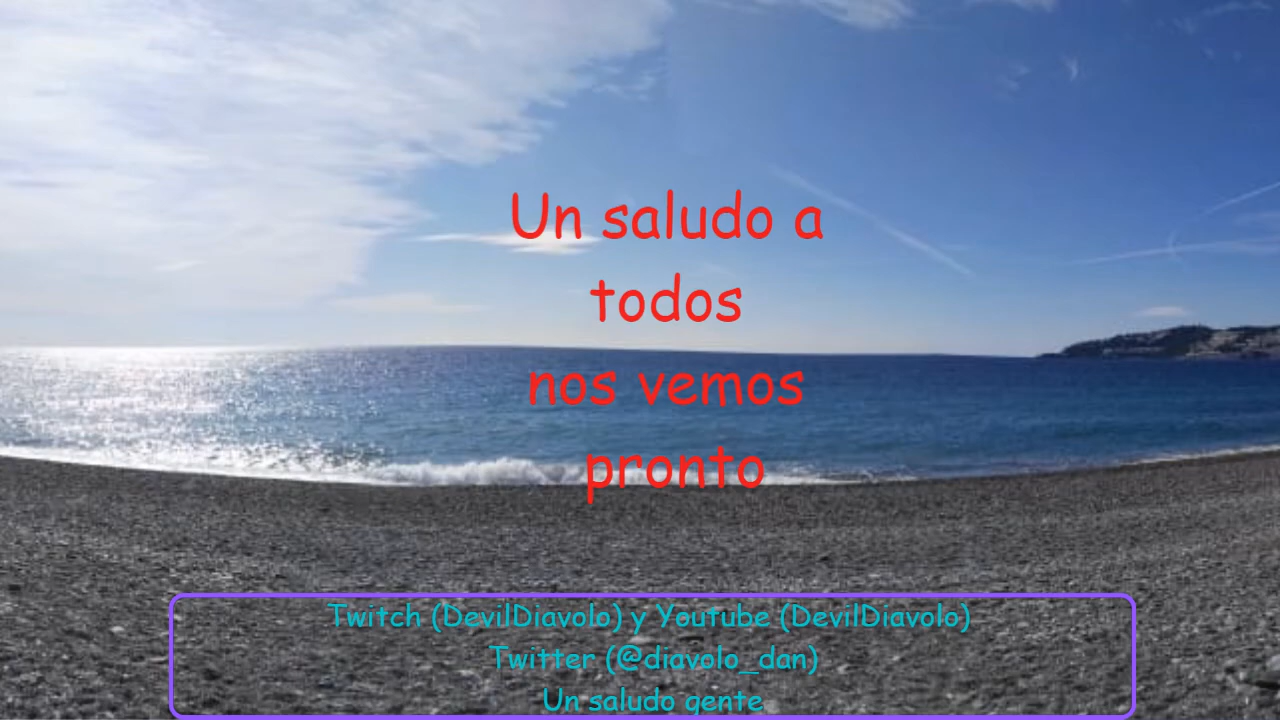 Un saludo a
todos
nos vemos
pronto
Twitch (DevilDiavolo) y Youtube (DevilDiavolo)
Twitter (@diavolo_dan)
Un saludo gente